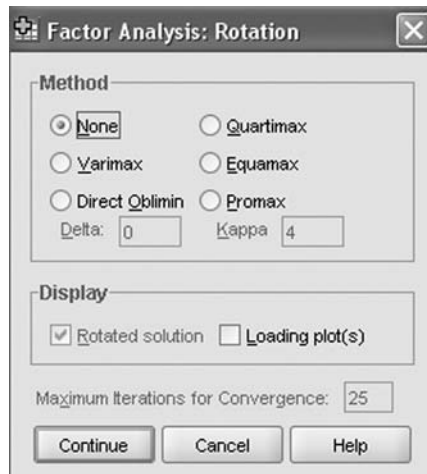 Factor Analysis: Rotation
Method
None
Quartimax
Varimax
Equamax
Direct Oblimin
Promax
Delta: 0
Kappa 4
Display
Rotated solution
Loading plot(s)
Maximum Iterations for Convergence: 25
Continue
Cancel
Help